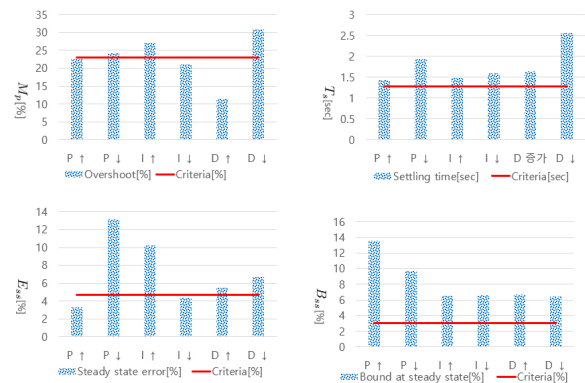 35
30
25
20
15
10
5
0
M_p[%]
P ↑ P ↓ I ↑ I ↓ D ↑ D ↓
Overshoot[%] Criteria[%]
3
2.5
2
1.5
1
0.5
0
T_s[sec]
P ↑ P ↓ I ↑ I ↓ D 증가 D ↓
Settling time[sec] Criteria[sec]
14
12
10
8
6
4
2
0
E_ss[%]
P ↑ P ↓ I ↑ I ↓ D ↑ D ↓
Steady state error[%] Criteria[%]
16
14
12
10
8
6
4
2
0
B_ss[%]
P ↑ P ↓ I ↑ I ↓ D ↑ D ↓
Bound at steady state[%] Criteria[%]